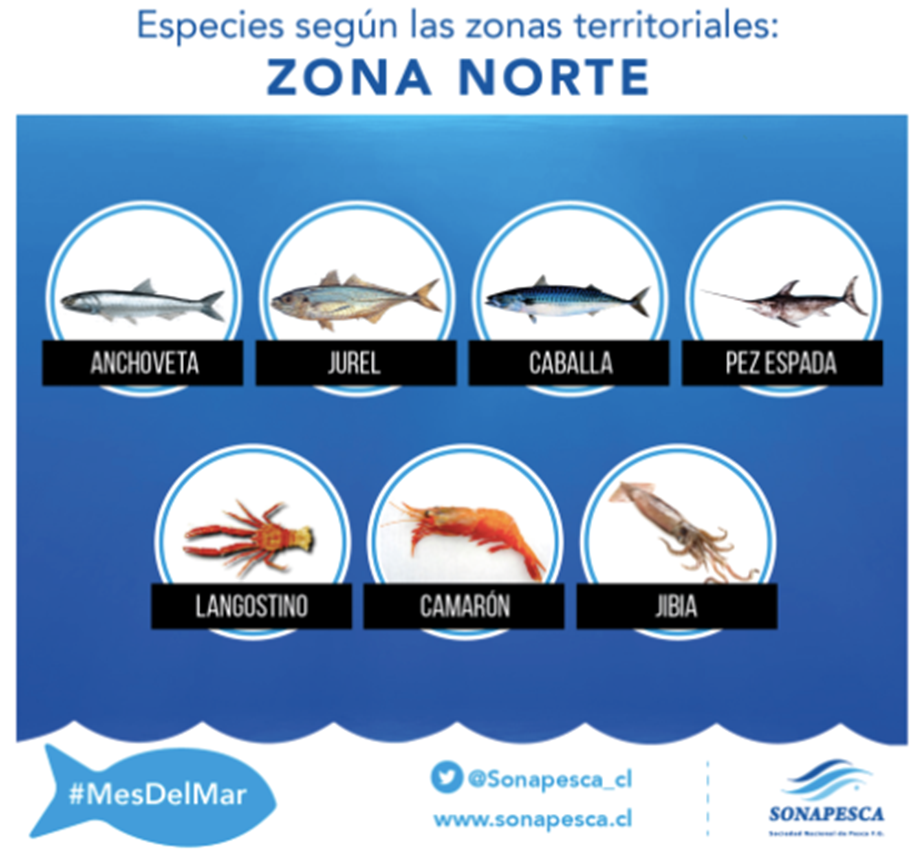 Especies según las zonas territoriales:
ZONA NORTE
ANCHOVETA
JUREL
CABALLA
PEZ ESPADA
LANGOSTINO
CAMARÓN
JIBIA
#MesDelMar
@Sonapesca_cl
www.sonapesca.cl
SONAPESCA
Sociedad Nacional de Pesca F.G.